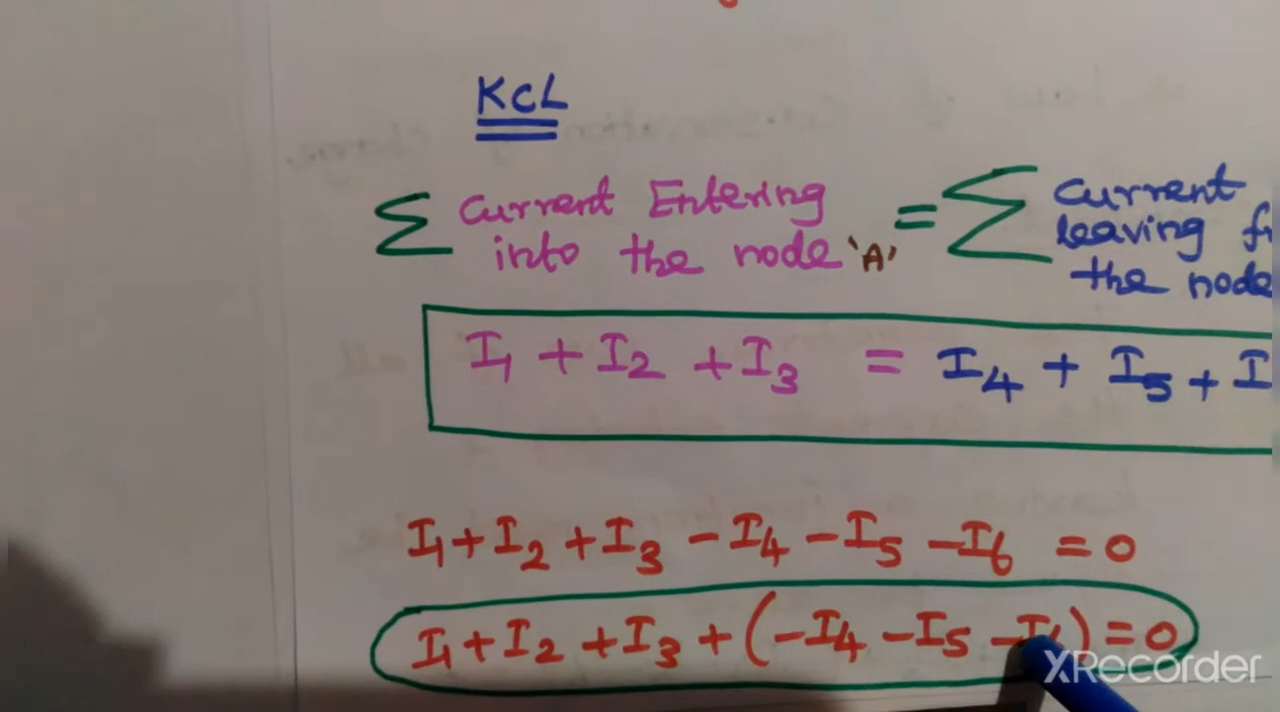 KCL
Σ Current Entering = Σ Current
into the node 'A' leaving
the node
I₁ + I₂ + I₃ = I₄ + I₅ + I
I₁ + I₂ + I₃ - I₄ - I₅ - I₆ = 0
I₁ + I₂ + I₃ + (-I₄ - I₅ - I) = 0
XRecorder